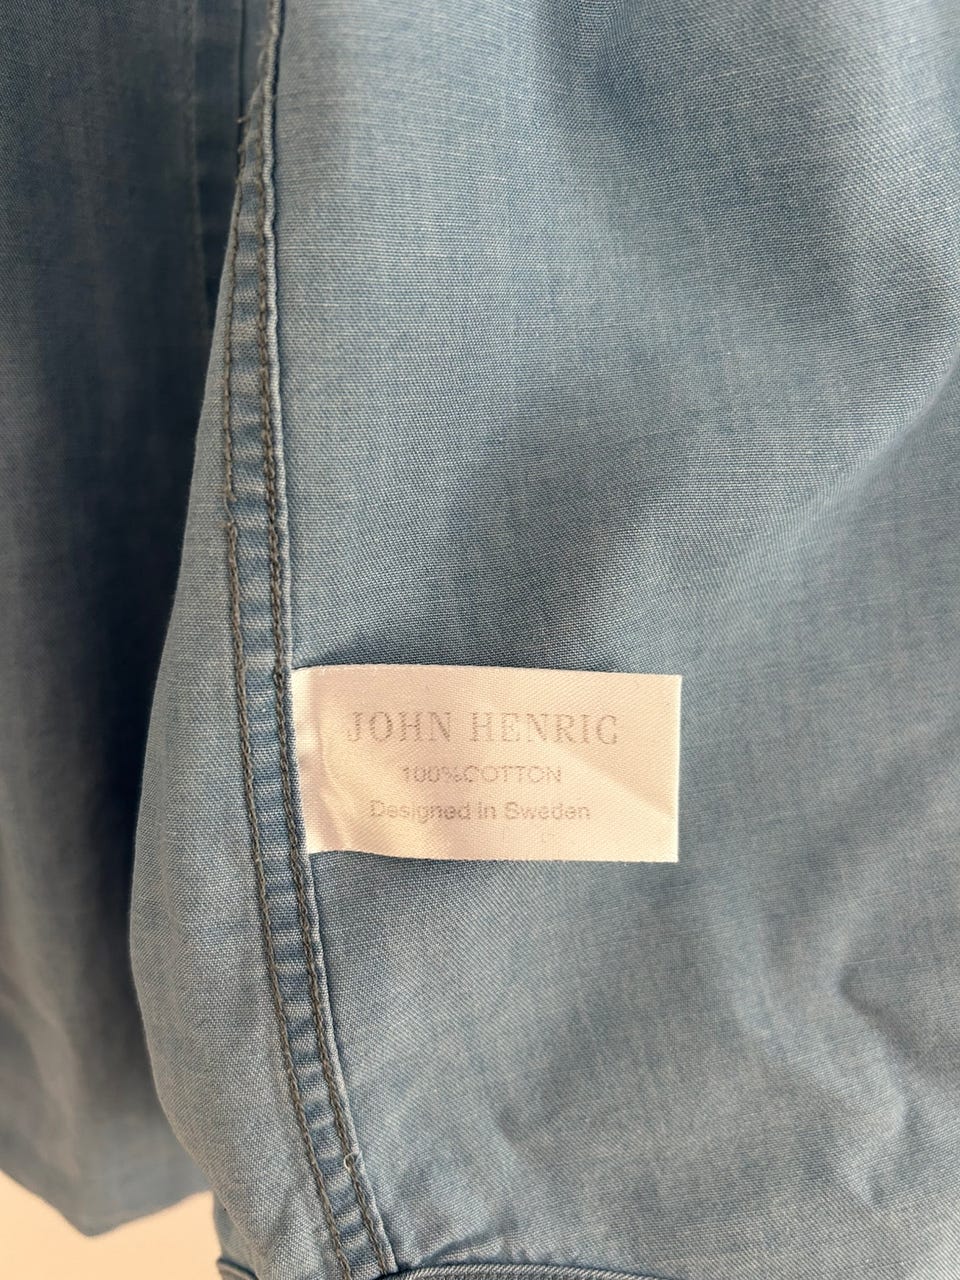 JOHN HENRIC
100%COTTON
Designed in Sweden